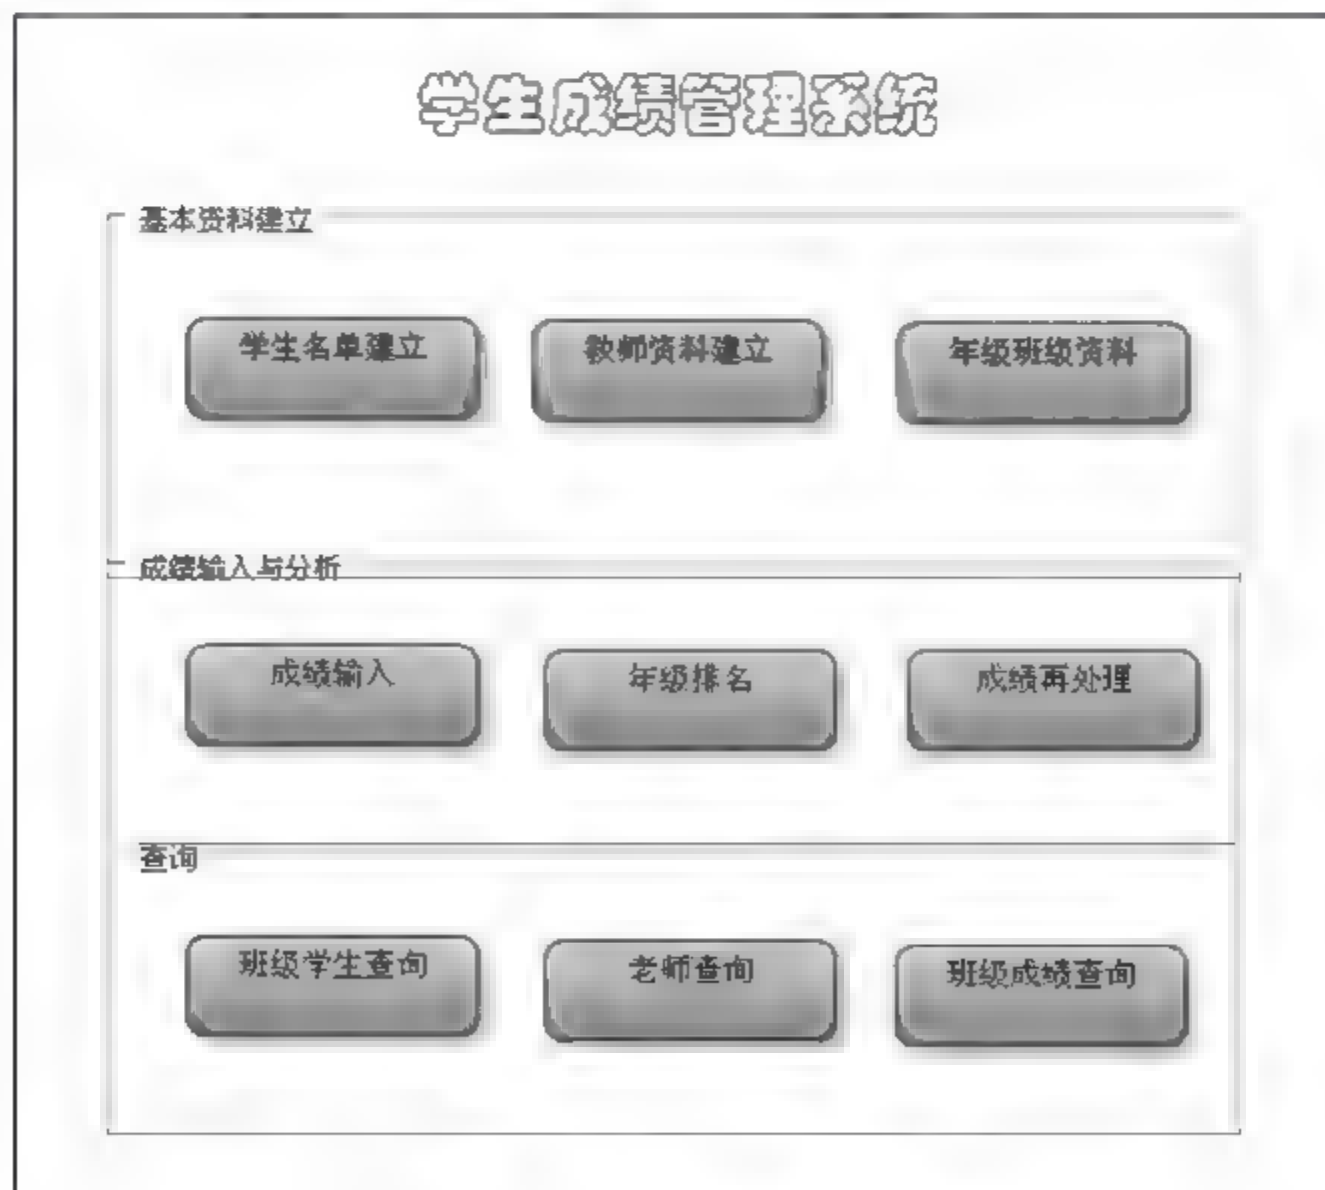 学生成绩管理系统
基本资料建立
学生名单建立 教师资料建立 年级班级资料
成绩输入与分析
成绩输入 年级排名 成绩再处理
查询
班级学生查询 老师查询 班级成绩查询